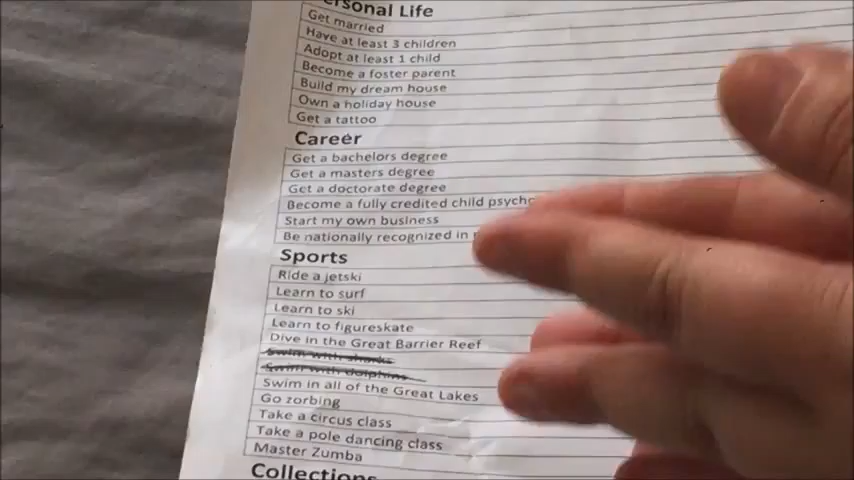 ersonal Life
Get married
Have at least 3 children
Adopt at least 1 child
Become a foster parent
Build my dream house
Own a holiday house
Get a tattoo
Career
Get a bachelors degree
Get a masters degree
Get a doctorate degree
Become a fully credited child psycho
Start my own business
Be nationally recognized in
Sports
Ride a jetski
Learn to surf
Learn to ski
Learn to figureskate
Dive in the Great Barrier Reef
Swim with sharks
Swim with dolphins
Swim in all of the Great Lakes
Go zorbing
Take a circus class
Take a pole dancing class
Master Zumba
Collections